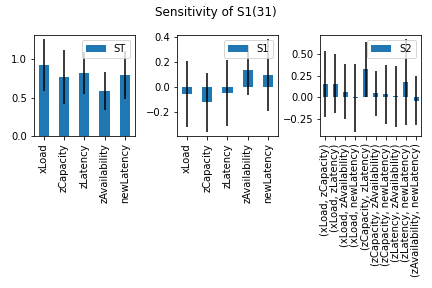 Sensitivity of S1(31)
ST
1.0
0.5
0.0
xLoad
zCapacity
zLatency
zAvailability
newLatency
S1
0.4
0.2
0.0
−0.2
xLoad
zCapacity
zLatency
zAvailability
newLatency
S2
0.50
0.25
0.00
−0.25
(xLoad, zCapacity)
(xLoad, zLatency)
(xLoad, zAvailability)
(xLoad, newLatency)
(zCapacity, zLatency)
(zCapacity, zAvailability)
(zCapacity, newLatency)
(zLatency, zAvailability)
(zLatency, newLatency)
(zAvailability, newLatency)